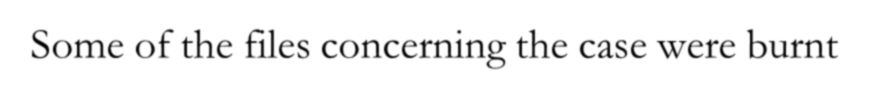 Some of the files concerning the case were burnt